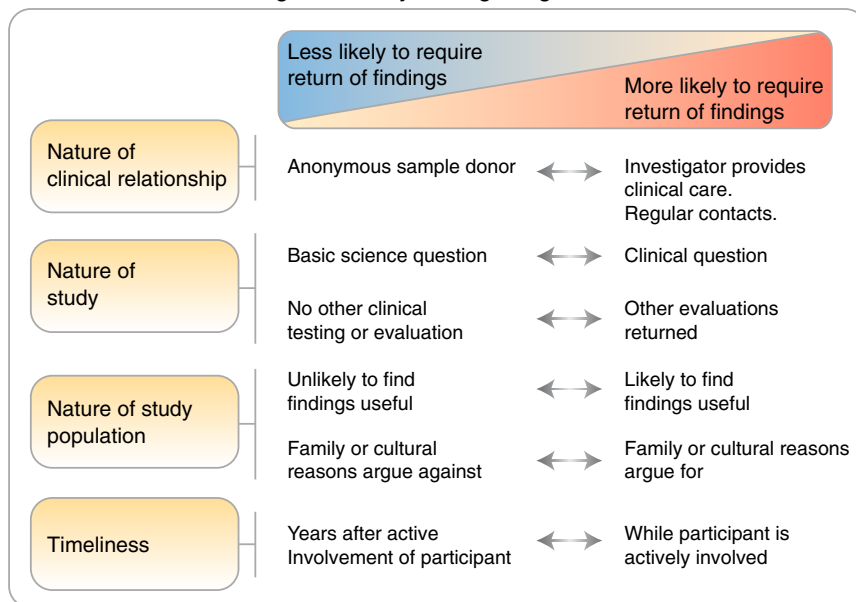 Less likely to require
return of findings
More likely to require
return of findings
Nature of
clinical relationship
Anonymous sample donor
Investigator provides
clinical care.
Regular contacts.
Nature of
study
Basic science question
Clinical question
No other clinical
testing or evaluation
Other evaluations
returned
Nature of study
population
Unlikely to find
findings useful
Likely to find
findings useful
Family or cultural
reasons argue against
Family or cultural reasons
argue for
Timeliness
Years after active
Involvement of participant
While participant is
actively involved